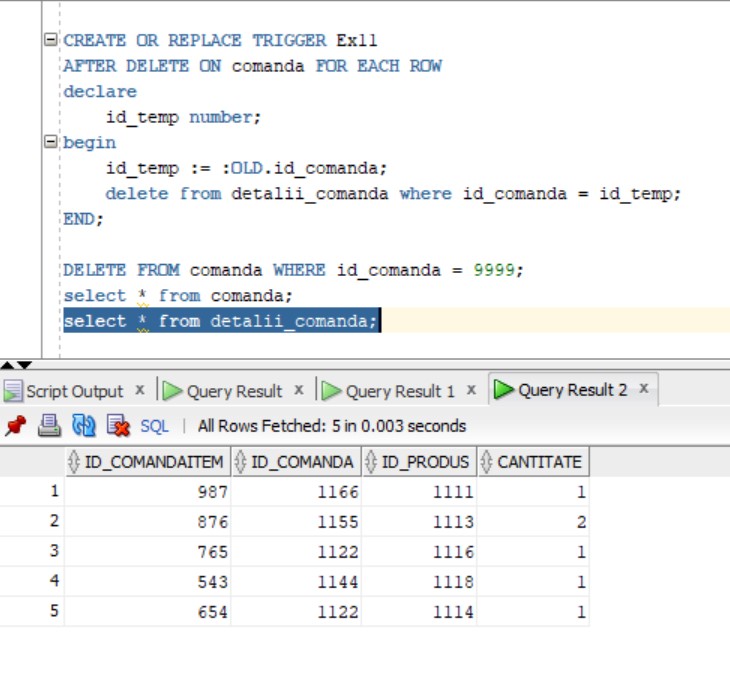 CREATE OR REPLACE TRIGGER Ex11
AFTER DELETE ON comanda FOR EACH ROW
declare
id_temp number;
begin
id_temp := :OLD.id_comanda;
delete from detalii_comanda where id_comanda = id_temp;
END;
DELETE FROM comanda WHERE id_comanda = 9999;
select * from comanda;
select * from detalii_comanda;
Script Output x Query Result x Query Result 1 x Query Result 2 x
SQL | All Rows Fetched: 5 in 0.003 seconds
ID_COMANDAITEM ID_COMANDA ID_PRODUS CANTITATE
1 987 1166 1111 1
2 876 1155 1113 2
3 765 1122 1116 1
4 543 1144 1118 1
5 654 1122 1114 1